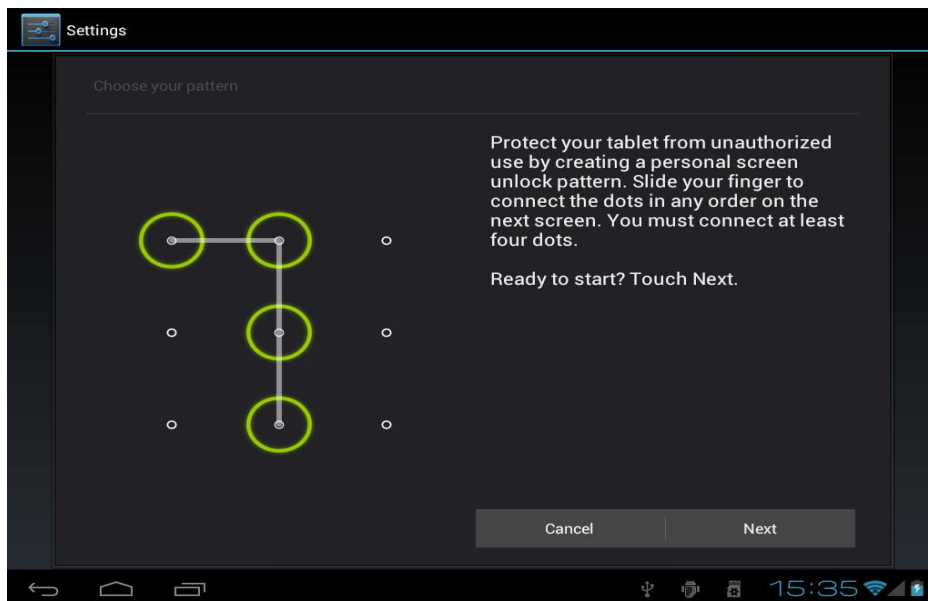 Settings
Choose your pattern
Protect your tablet from unauthorized
use by creating a personal screen
unlock pattern. Slide your finger to
connect the dots in any order on the
next screen. You must connect at least
four dots.
Ready to start? Touch Next.
Cancel
Next
15:35